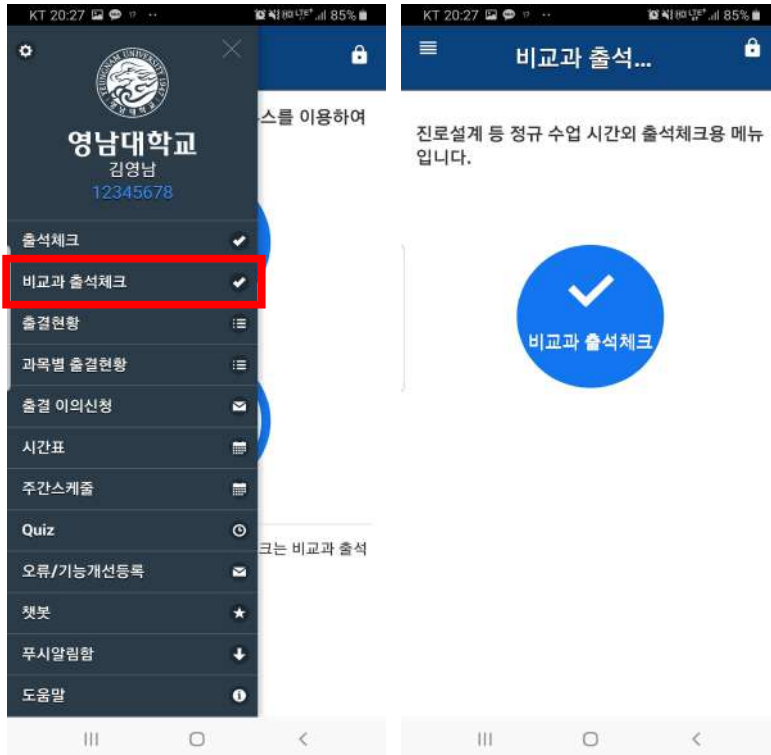 KT 20:27
85%
스를 이용하여
YEUNGNAM UNIVERSITY 1947
영남대학교
김영남
12345678
출석체크
비교과 출석체크
출결현황
과목별 출결현황
출결 이의신청
시간표
주간스케줄
Quiz
오류/기능개선등록
챗봇
푸시알림함
도움말
크는 비교과 출석
KT 20:27
85%
비교과 출석...
진로설계 등 정규 수업 시간외 출석체크용 메뉴
입니다.
비교과 출석체크